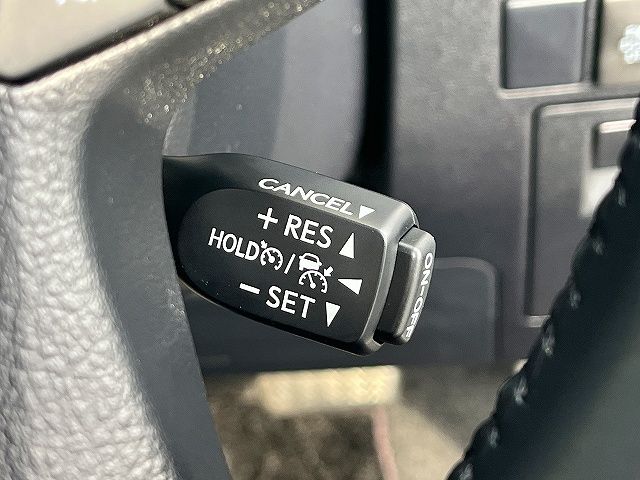 CANCEL▼
+ RES ▲
HOLD / ◀
− SET ▼
ON-OFF